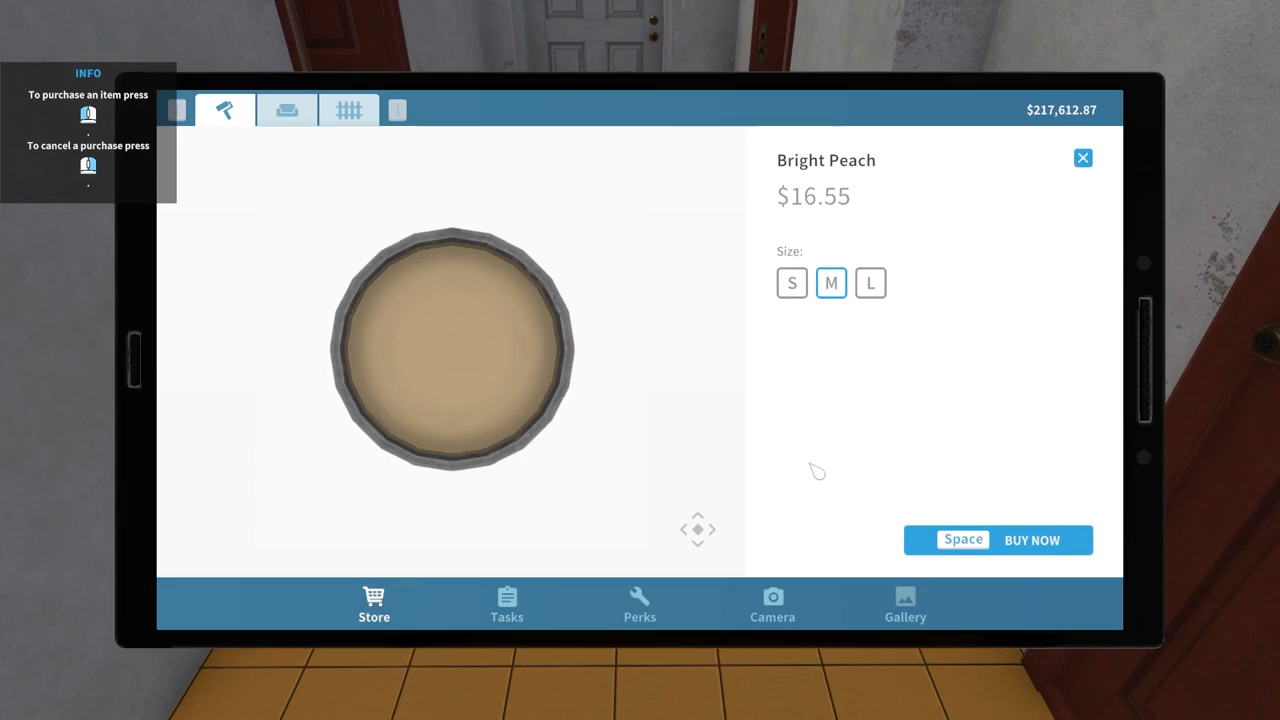 INFO
To purchase an item press
.
To cancel a purchase press
.
$217,612.87
Bright Peach
$16.55
Size:
S M L
Space BUY NOW
Store Tasks Perks Camera Gallery